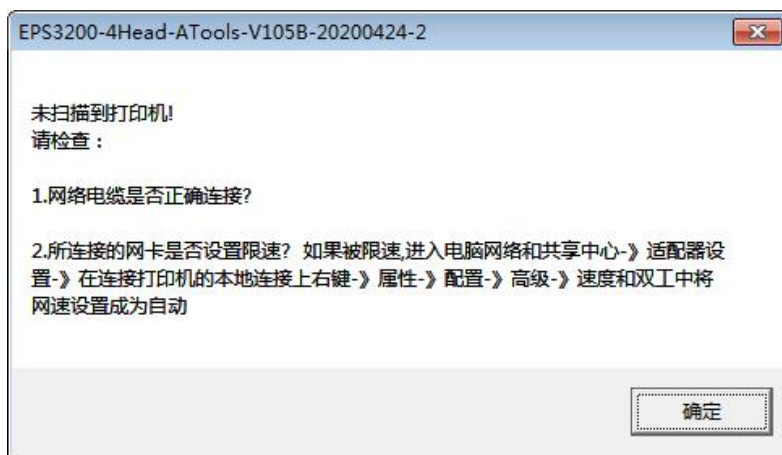 EPS3200-4Head-ATools-V105B-20200424-2
未扫描到打印机!
请检查：
1.网络电缆是否正确连接?
2.所连接的网卡是否设置限速? 如果被限速,进入电脑网络和共享中心-》适配器设
置-》在连接打印机的本地连接上右键-》属性-》配置-》高级-》速度和双工中将
网速设置成为自动
确定